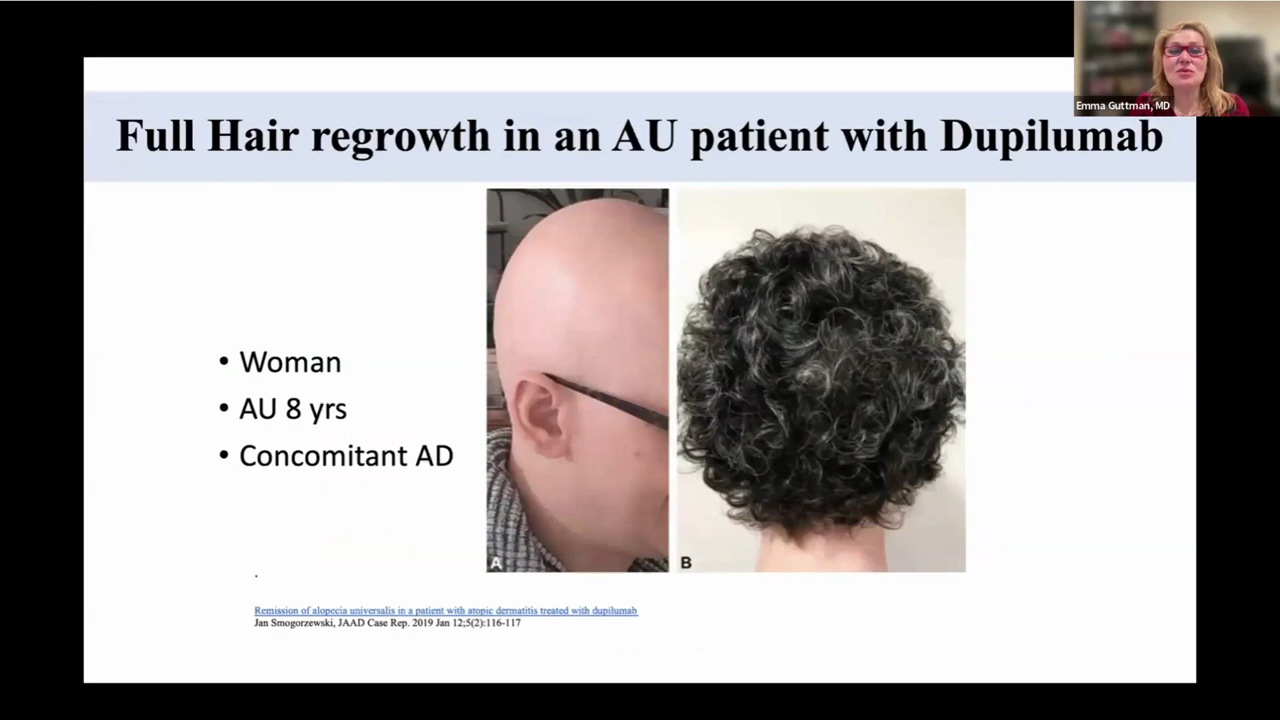 Emma Guttman, MD
Full Hair regrowth in an AU patient with Dupilumab
• Woman
• AU 8 yrs
• Concomitant AD
A
B
.
Remission of alopecia universalis in a patient with atopic dermatitis treated with dupilumab
Jan Smogorzewski, JAAD Case Rep. 2019 Jan 12;5(2):116-117